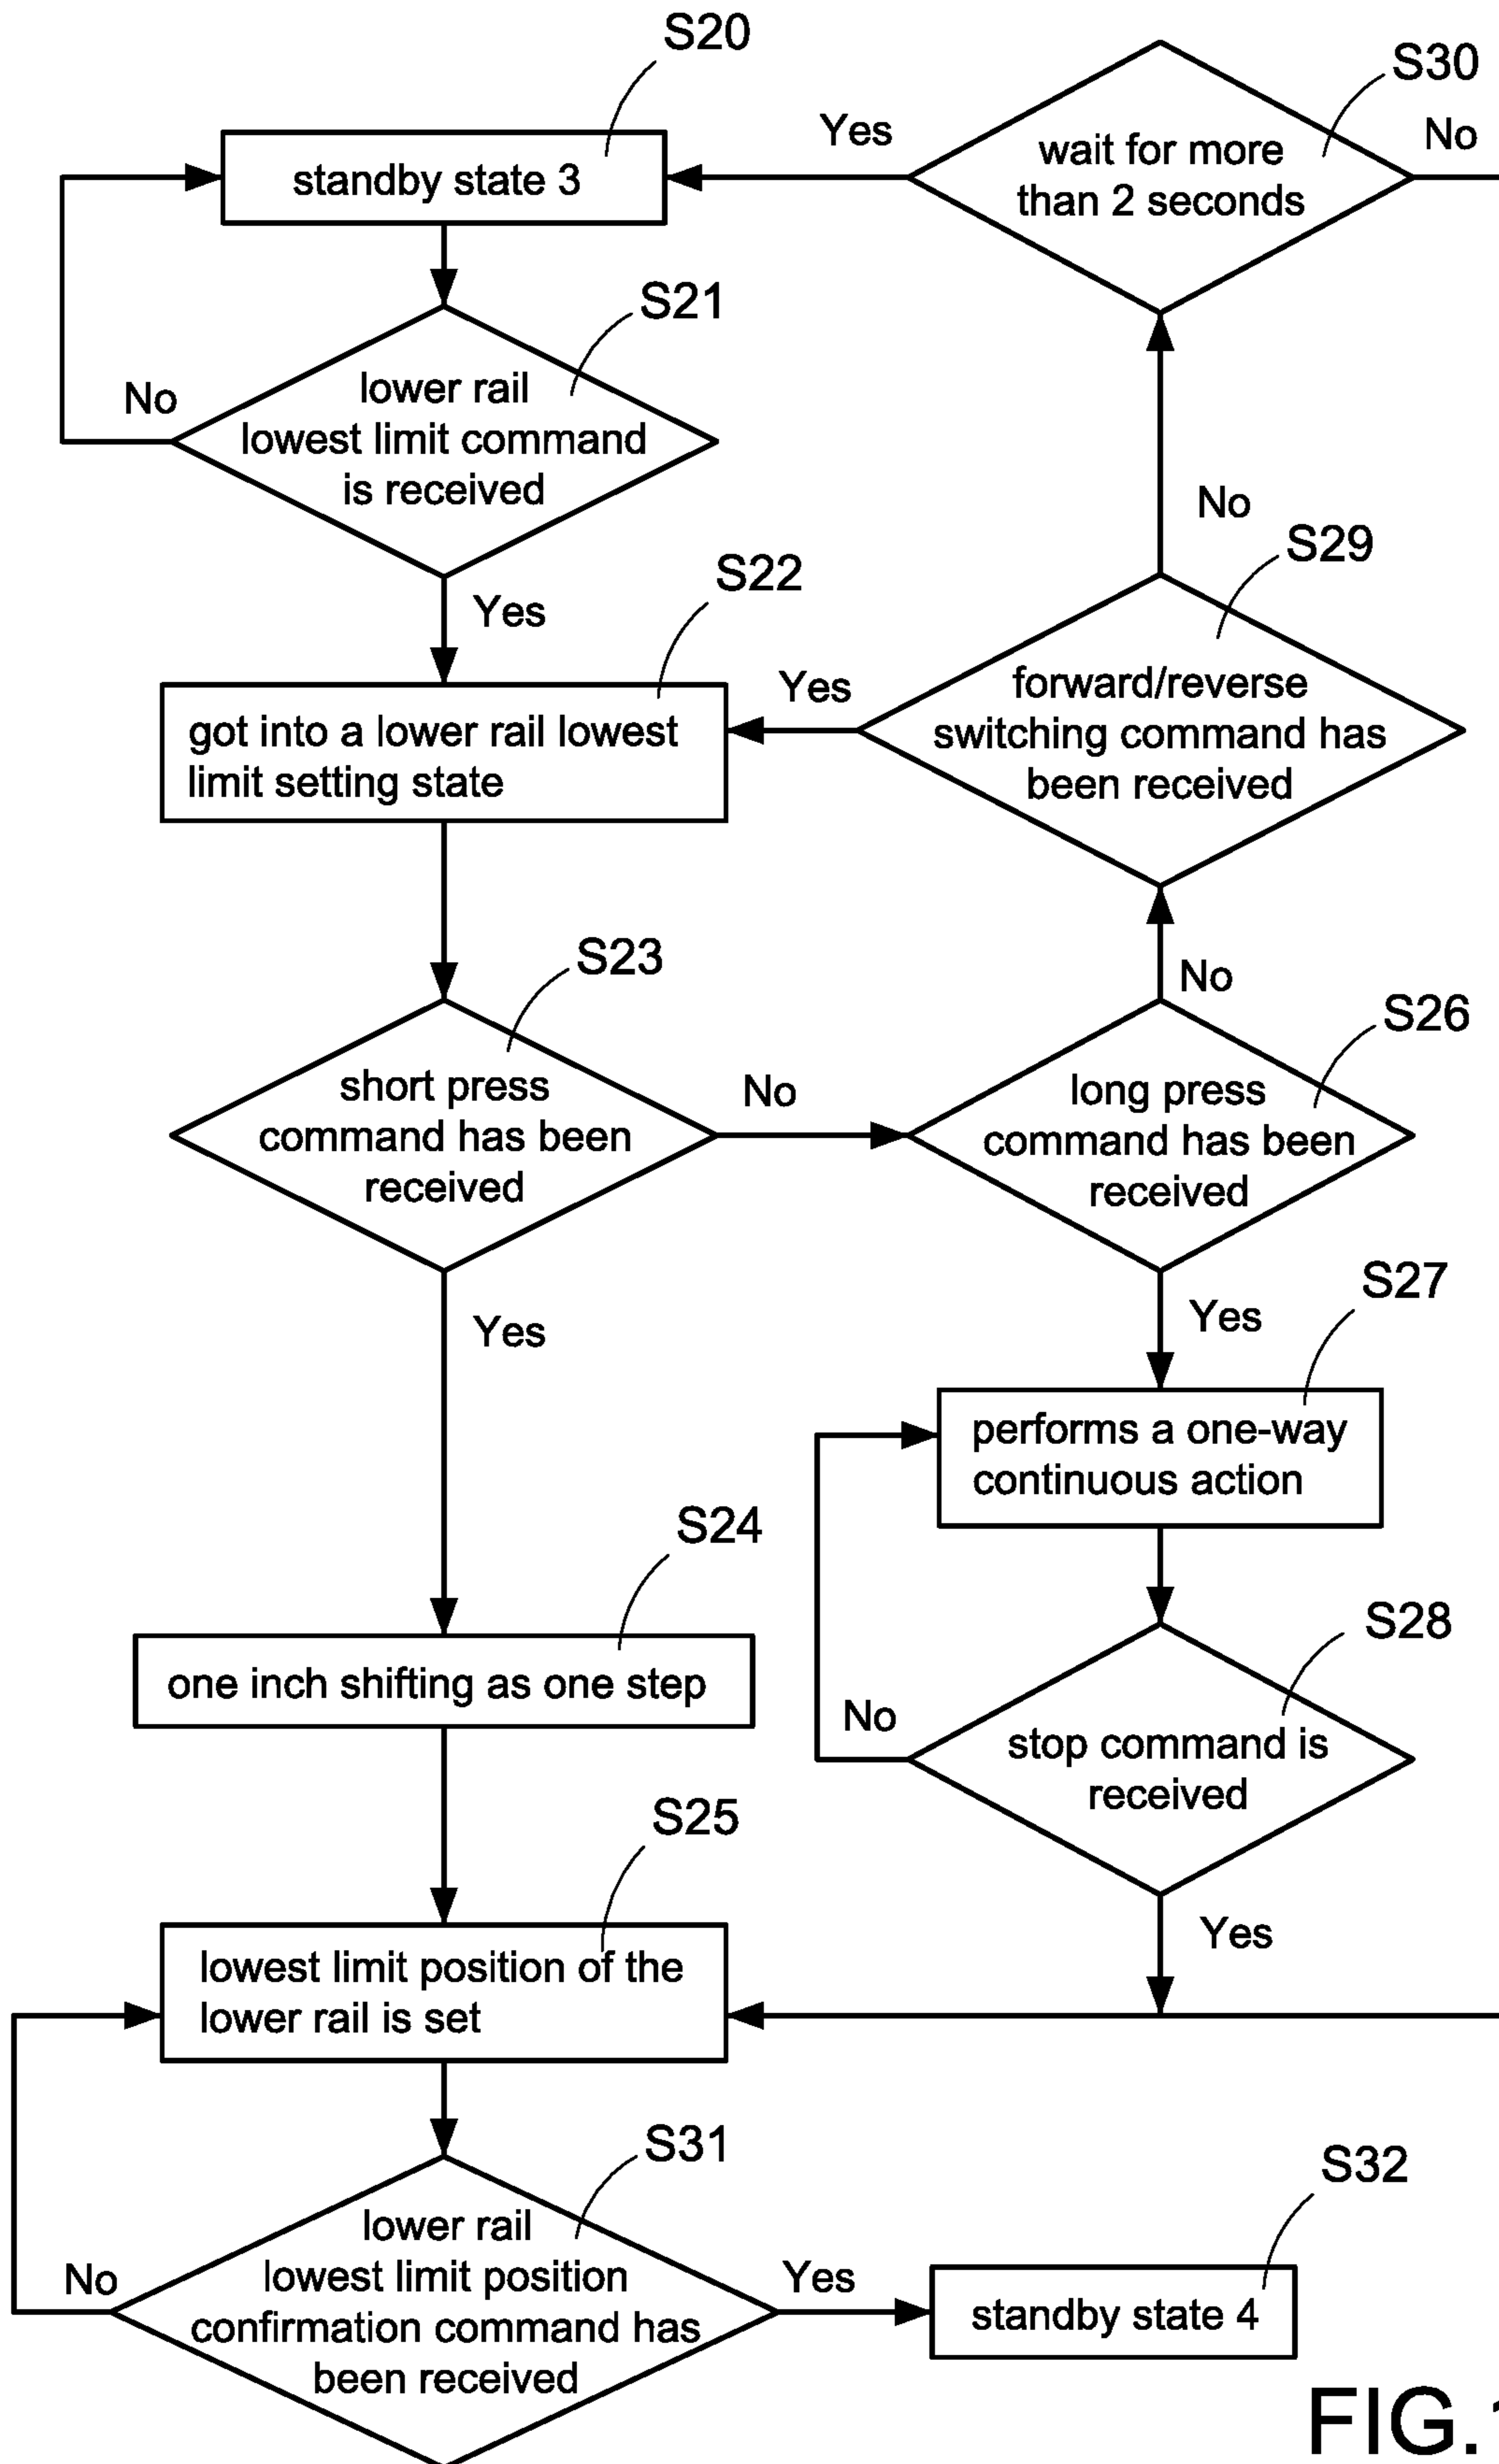 S20
standby state 3
S21
lower rail
lowest limit command
is received
No
Yes
S22
got into a lower rail lowest
limit setting state
S23
short press
command has been
received
No
Yes
S24
one inch shifting as one step
S25
lowest limit position of the
lower rail is set
S31
lower rail
lowest limit position
confirmation command has
been received
No
Yes
S32
standby state 4
S30
wait for more
than 2 seconds
Yes
No
S29
forward/reverse
switching command has
been received
No
Yes
S26
long press
command has been
received
No
Yes
S27
performs a one-way
continuous action
S28
stop command is
received
No
Yes
FIG.